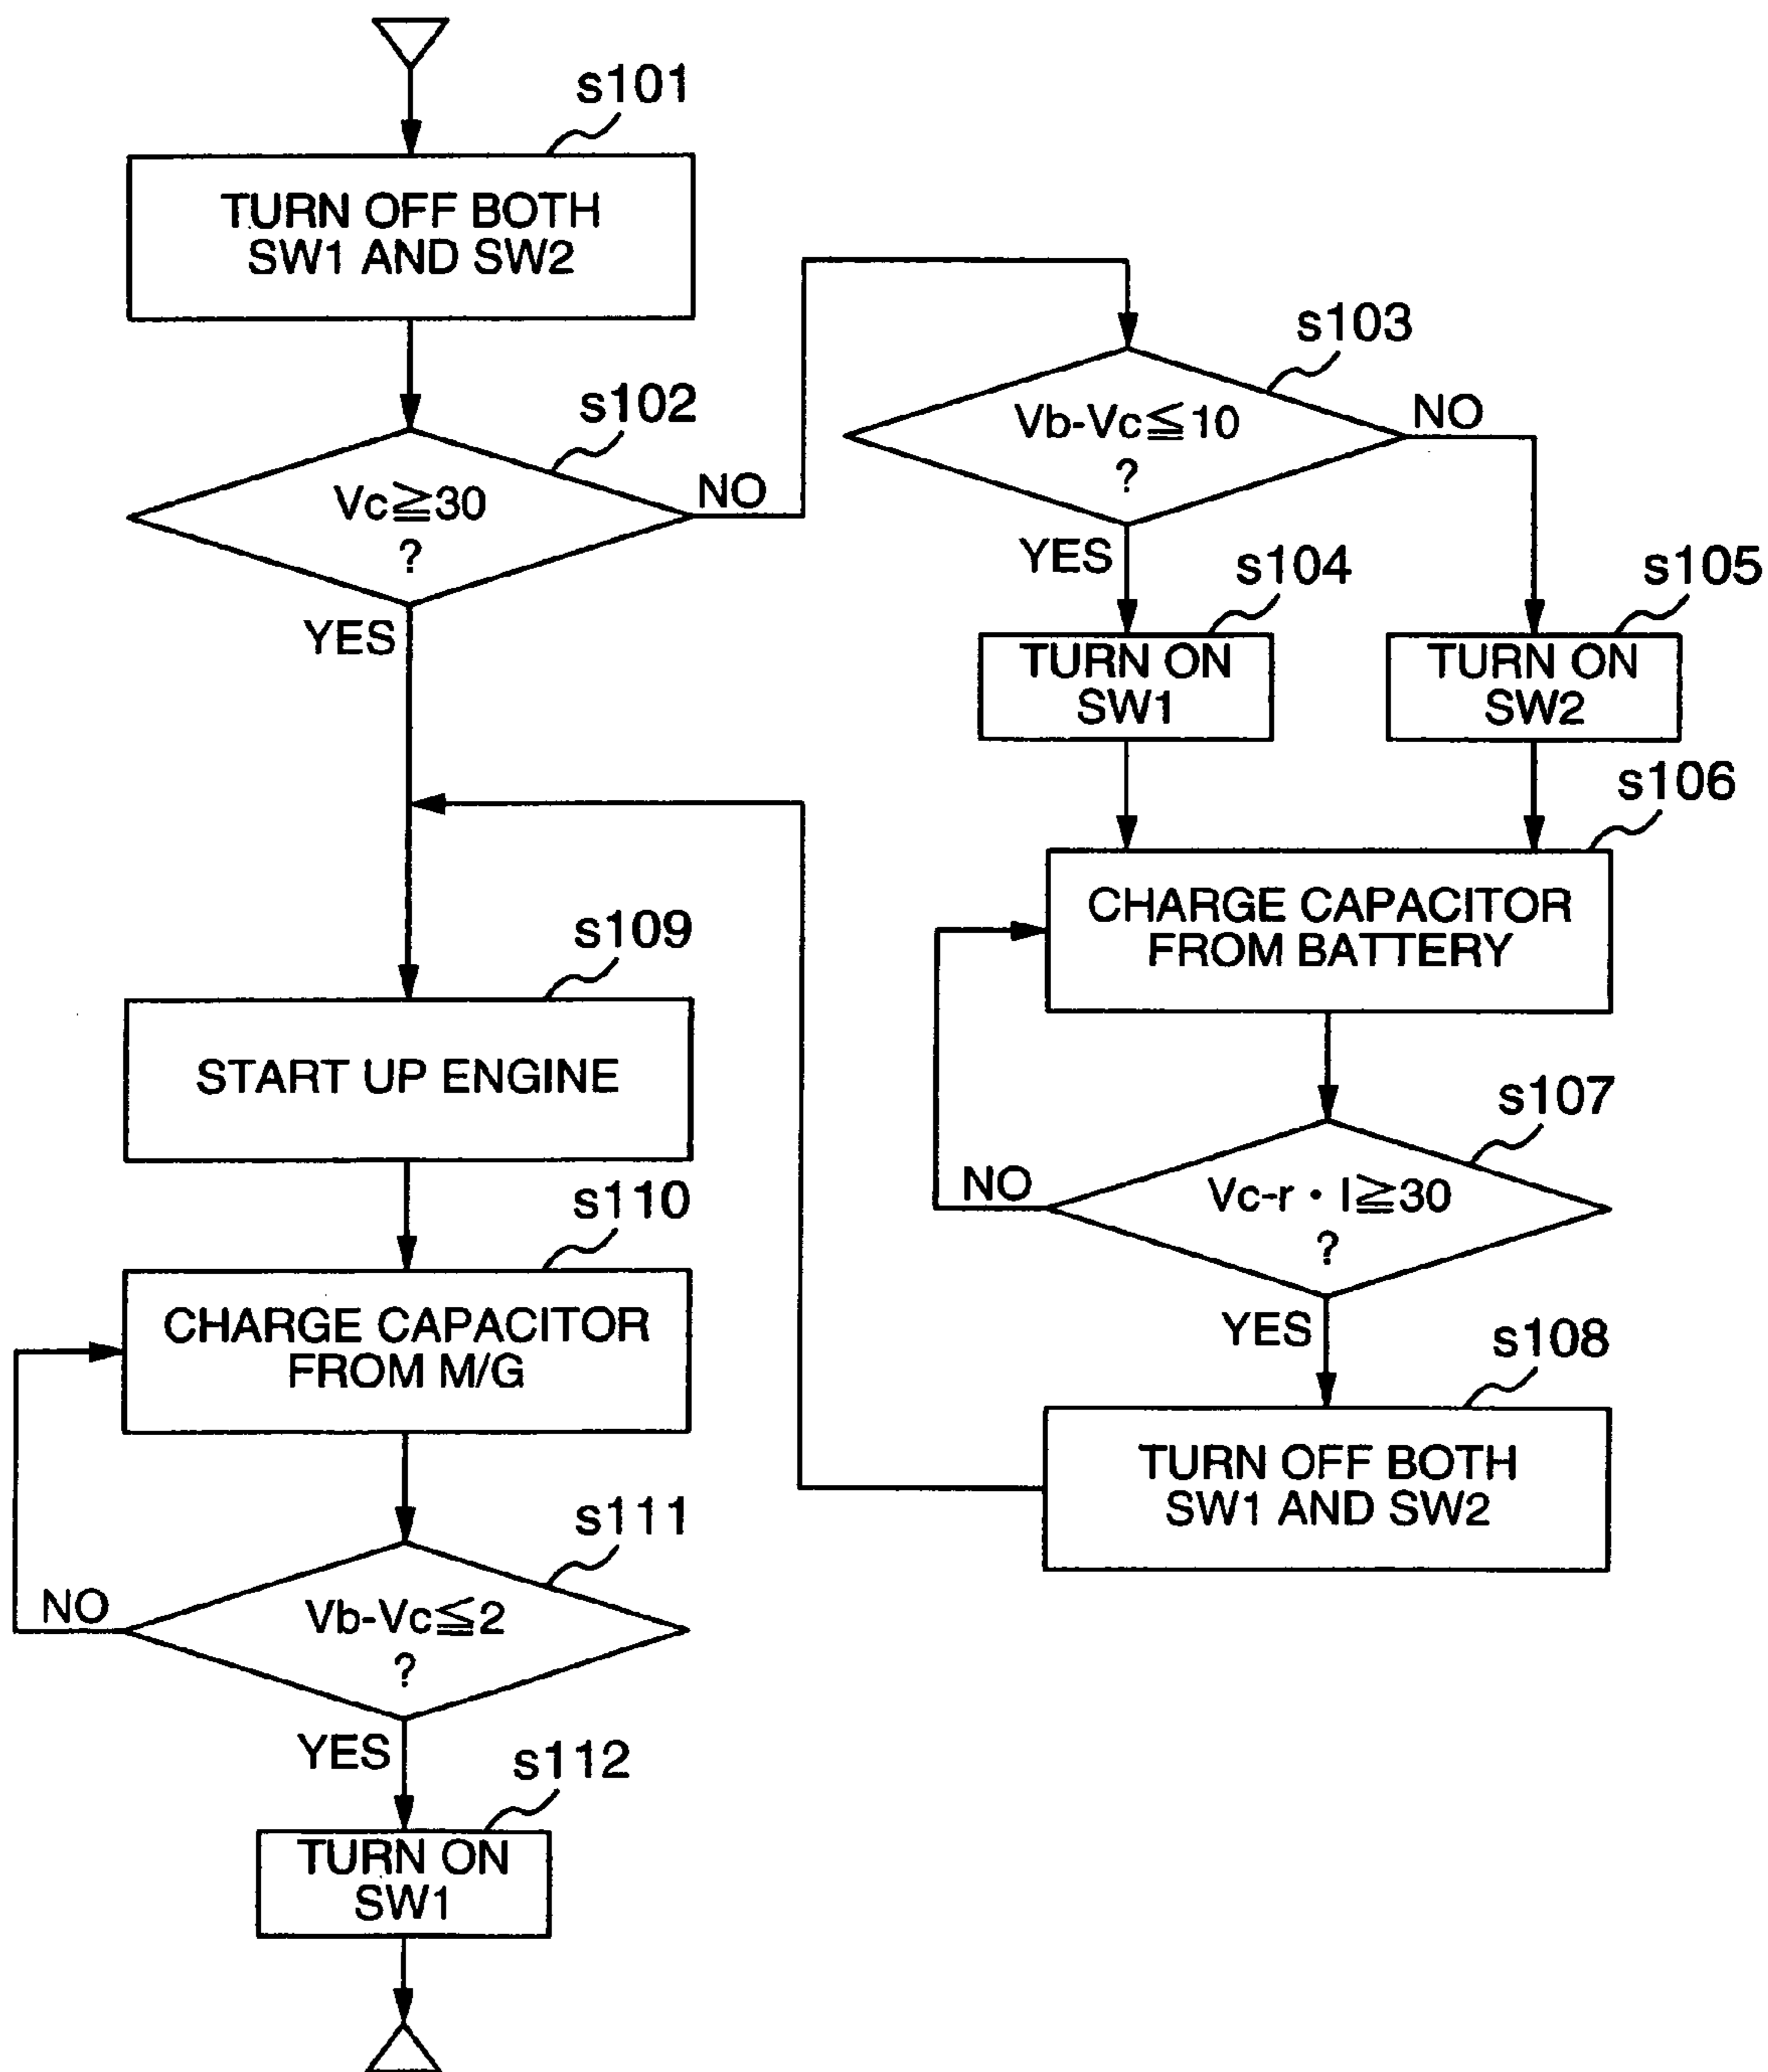 s101
TURN OFF BOTH
SW1 AND SW2
s102
Vc≧30
?
NO
YES
s103
Vb-Vc≦10
?
NO
YES
s104
TURN ON
SW1
s105
TURN ON
SW2
s106
CHARGE CAPACITOR
FROM BATTERY
s107
Vc-r・I≧30
?
NO
YES
s108
TURN OFF BOTH
SW1 AND SW2
s109
START UP ENGINE
s110
CHARGE CAPACITOR
FROM M/G
s111
Vb-Vc≦2
?
NO
YES
s112
TURN ON
SW1